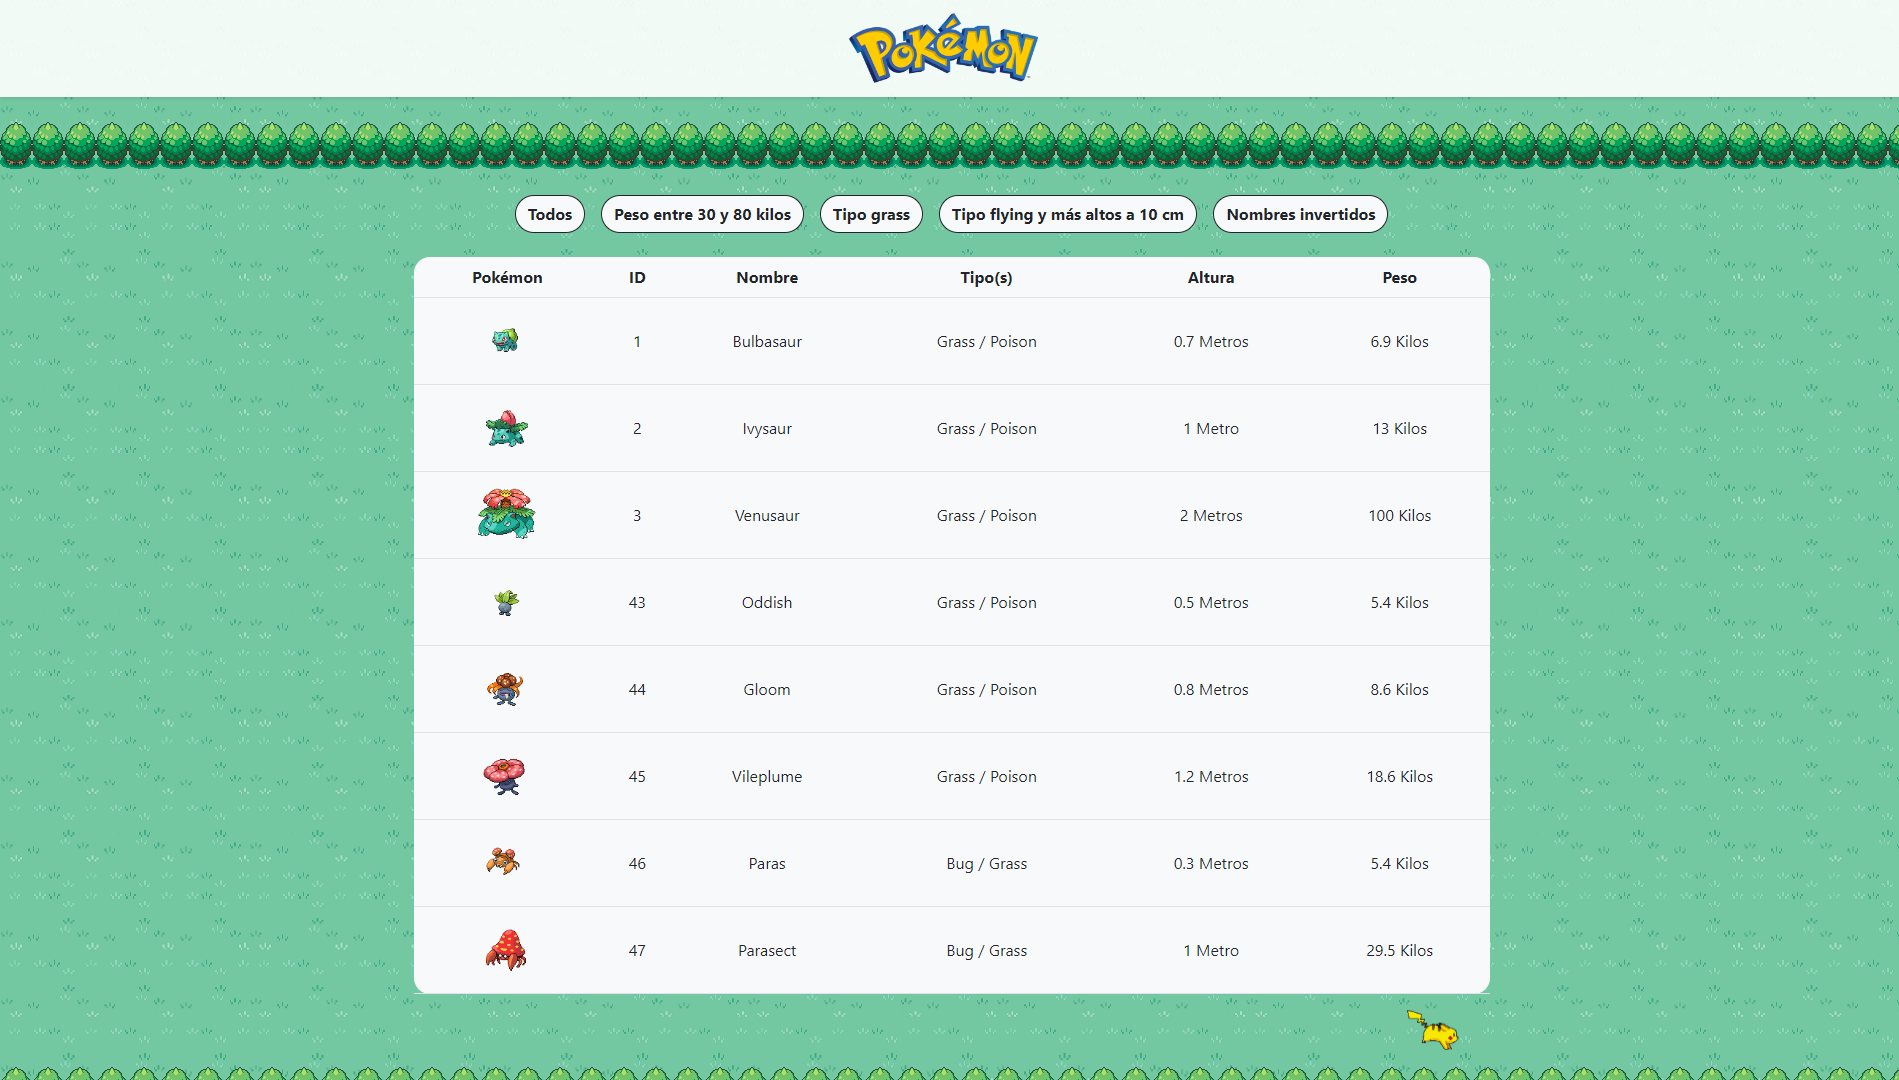 Pokémon
Todos Peso entre 30 y 80 kilos Tipo grass Tipo flying y más altos a 10 cm Nombres invertidos
Pokémon ID Nombre Tipo(s) Altura Peso
1 Bulbasaur Grass / Poison 0.7 Metros 6.9 Kilos
2 Ivysaur Grass / Poison 1 Metro 13 Kilos
3 Venusaur Grass / Poison 2 Metros 100 Kilos
43 Oddish Grass / Poison 0.5 Metros 5.4 Kilos
44 Gloom Grass / Poison 0.8 Metros 8.6 Kilos
45 Vileplume Grass / Poison 1.2 Metros 18.6 Kilos
46 Paras Bug / Grass 0.3 Metros 5.4 Kilos
47 Parasect Bug / Grass 1 Metro 29.5 Kilos